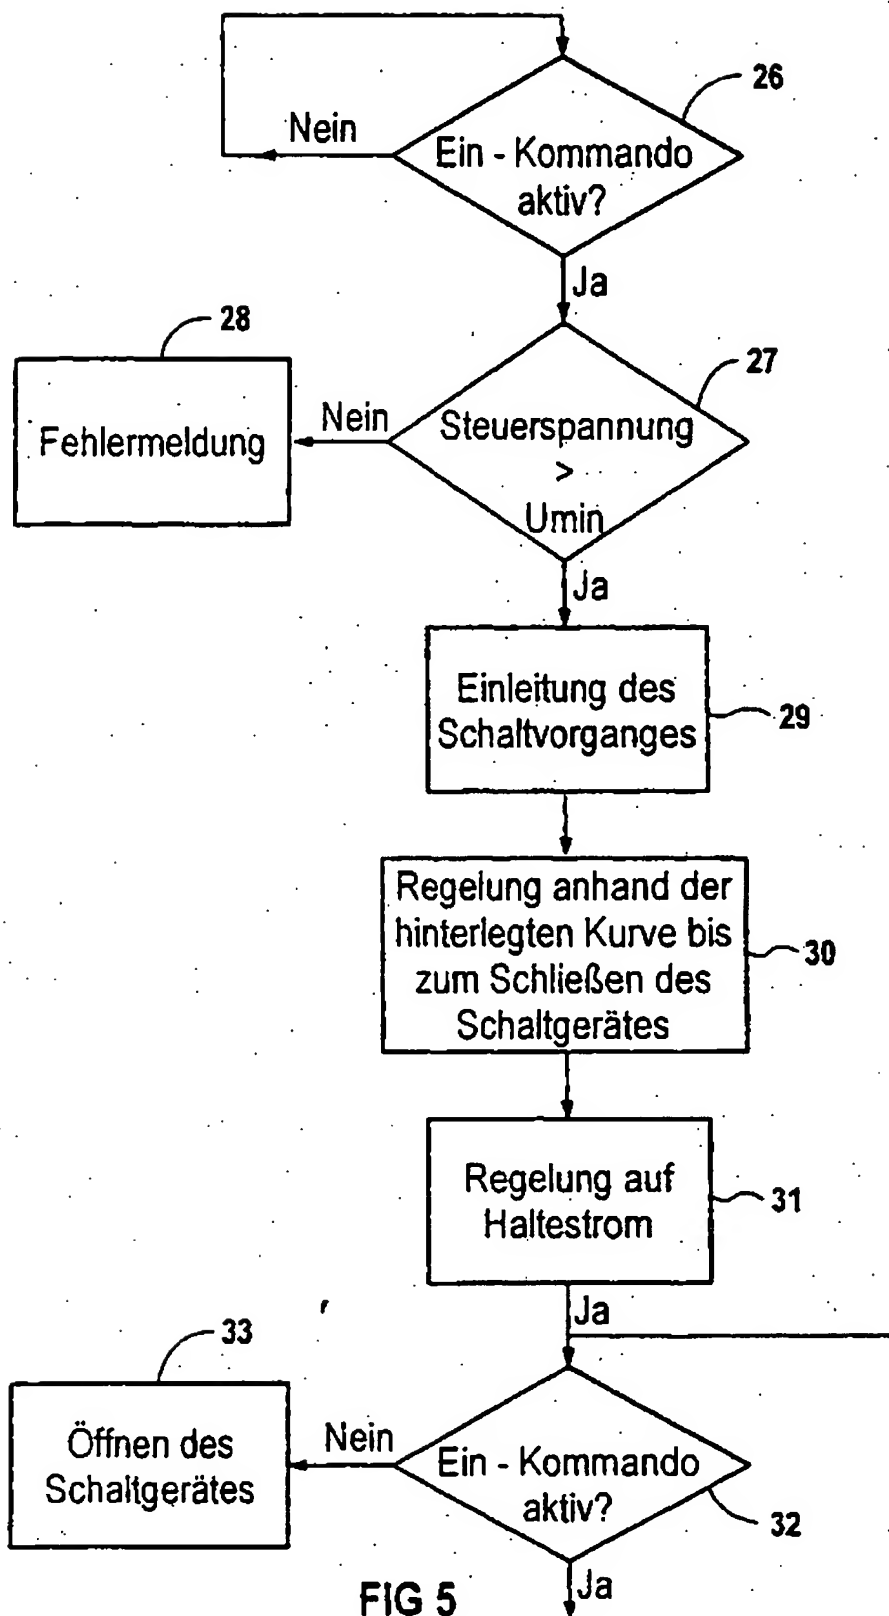 26
Nein
Ein - Kommando
aktiv?
Ja
28
27
Fehlermeldung
Nein
Steuerspannung
>
Umin
Ja
Einleitung des
Schaltvorganges
29
Regelung anhand der
hinterlegten Kurve bis
zum Schließen des
Schaltgerätes
30
Regelung auf
Haltestrom
31
Ja
33
Öffnen des
Schaltgerätes
Nein
Ein - Kommando
aktiv?
32
Ja
FIG 5